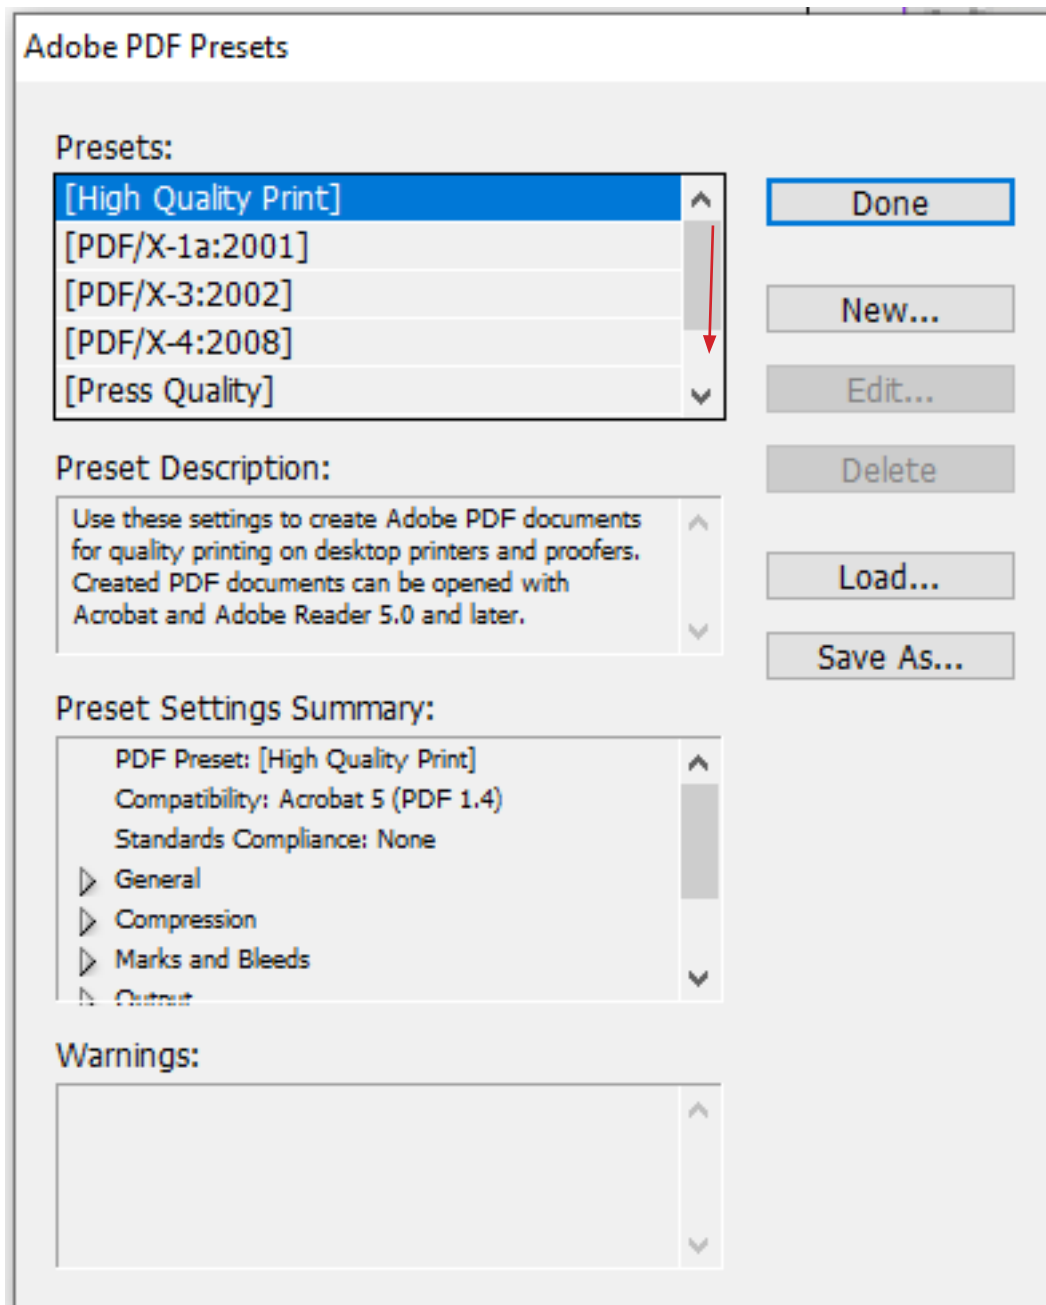 Adobe PDF Presets
Presets:
[High Quality Print]
[PDF/X-1a:2001]
[PDF/X-3:2002]
[PDF/X-4:2008]
[Press Quality]
Done
New...
Edit...
Delete
Load...
Save As...
Preset Description:
Use these settings to create Adobe PDF documents
for quality printing on desktop printers and proofers.
Created PDF documents can be opened with
Acrobat and Adobe Reader 5.0 and later.
Preset Settings Summary:
PDF Preset: [High Quality Print]
Compatibility: Acrobat 5 (PDF 1.4)
Standards Compliance: None
General
Compression
Marks and Bleeds
Output
Warnings: